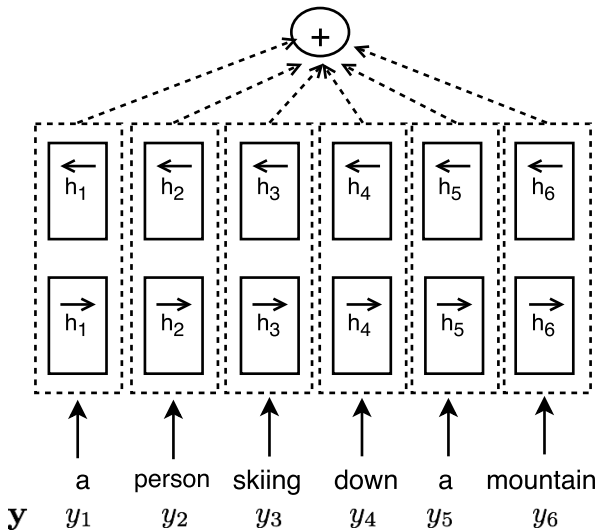 +
←h₁ ←h₂ ←h₃ ←h₄ ←h₅ ←h₆
→h₁ →h₂ →h₃ →h₄ →h₅ →h₆
a person skiing down a mountain
y y₁ y₂ y₃ y₄ y₅ y₆